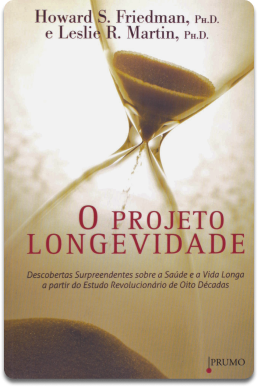 Howard S. Friedman, PH.D.
e Leslie R. Martin, PH.D.
O PROJETO
LONGEVIDADE
Descobertas Surpreendentes sobre a Saúde e a Vida Longa
a partir do Estudo Revolucionário de Oito Décadas
PRUMO